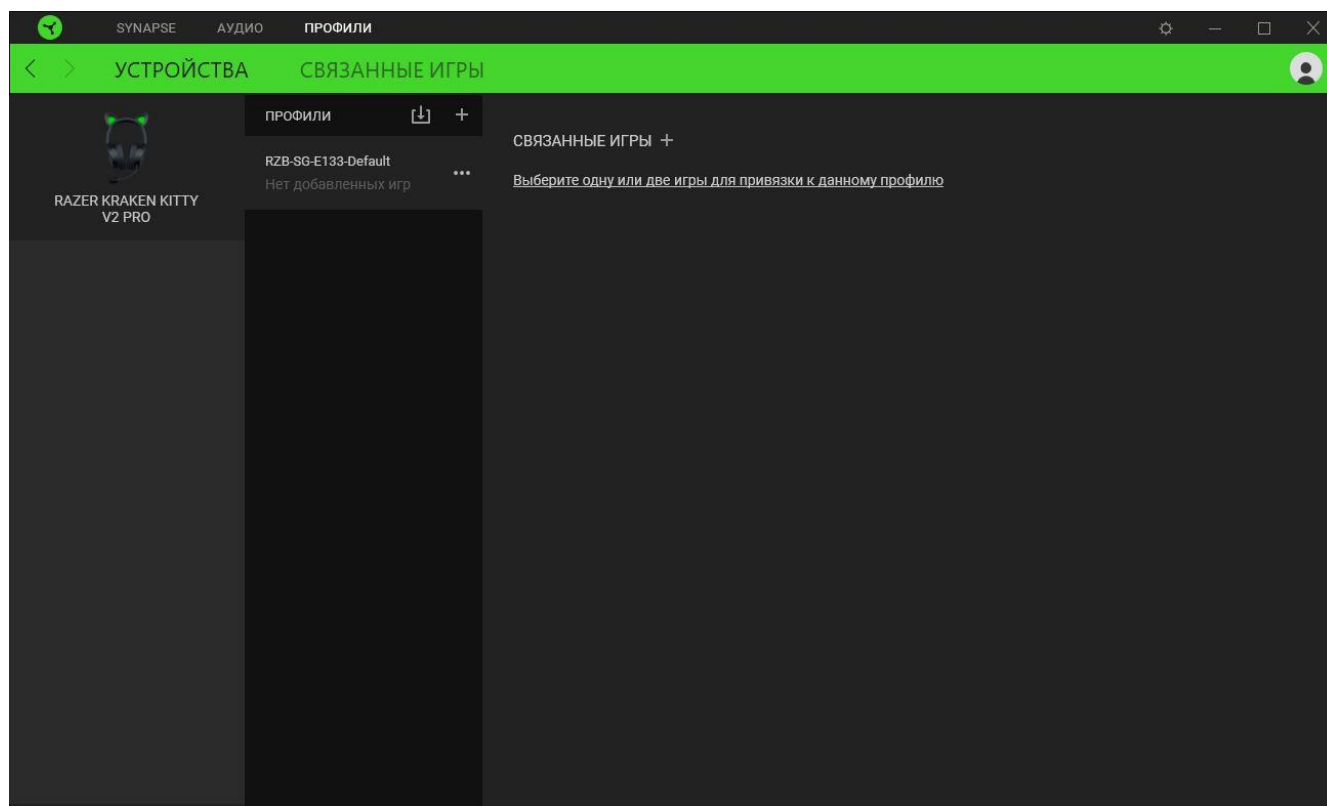 SYNAPSE АУДИО ПРОФИЛИ
УСТРОЙСТВА СВЯЗАННЫЕ ИГРЫ
RAZER KRAKEN KITTY
V2 PRO
ПРОФИЛИ
RZB-SG-E133-Default
Нет добавленных игр
СВЯЗАННЫЕ ИГРЫ
Выберите одну или две игры для привязки к данному профилю